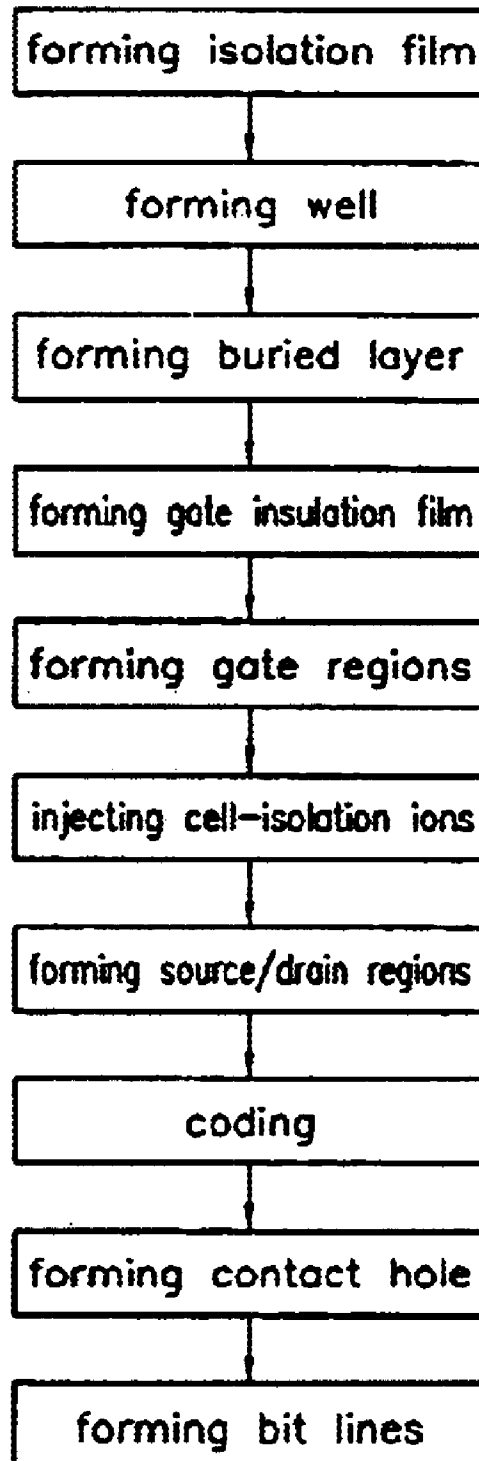 forming isolation film
forming well
forming buried layer
forming gate insulation film
forming gate regions
injecting cell-isolation ions
forming source/drain regions
coding
forming contact hole
forming bit lines